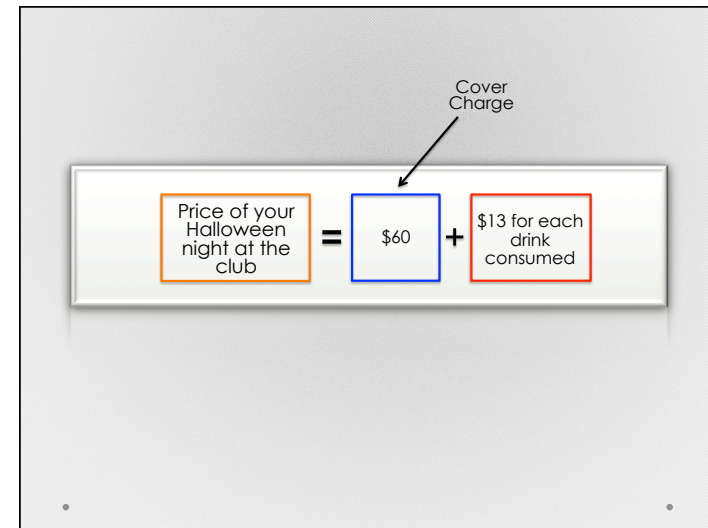 Cover
Charge
Price of your
Halloween
night at the
club
=
$60
+
$13 for each
drink
consumed